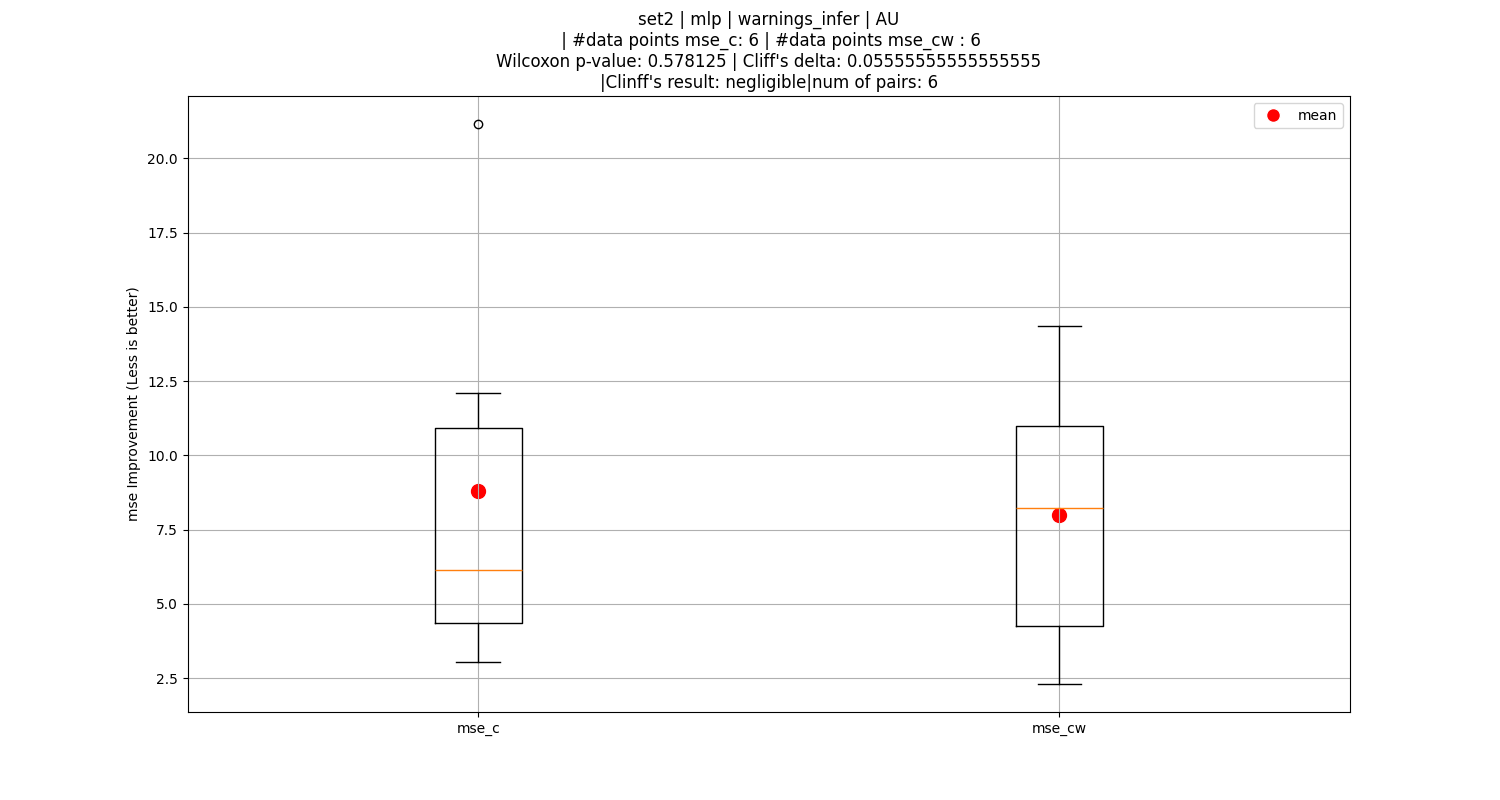 set2 | mlp | warnings_infer | AU
| #data points mse_c: 6 | #data points mse_cw : 6
Wilcoxon p-value: 0.578125 | Cliff's delta: 0.05555555555555555
|Clinff's result: negligible|num of pairs: 6
mean
mse Improvement (Less is better)
20.0
17.5
15.0
12.5
10.0
7.5
5.0
2.5
mse_c
mse_cw